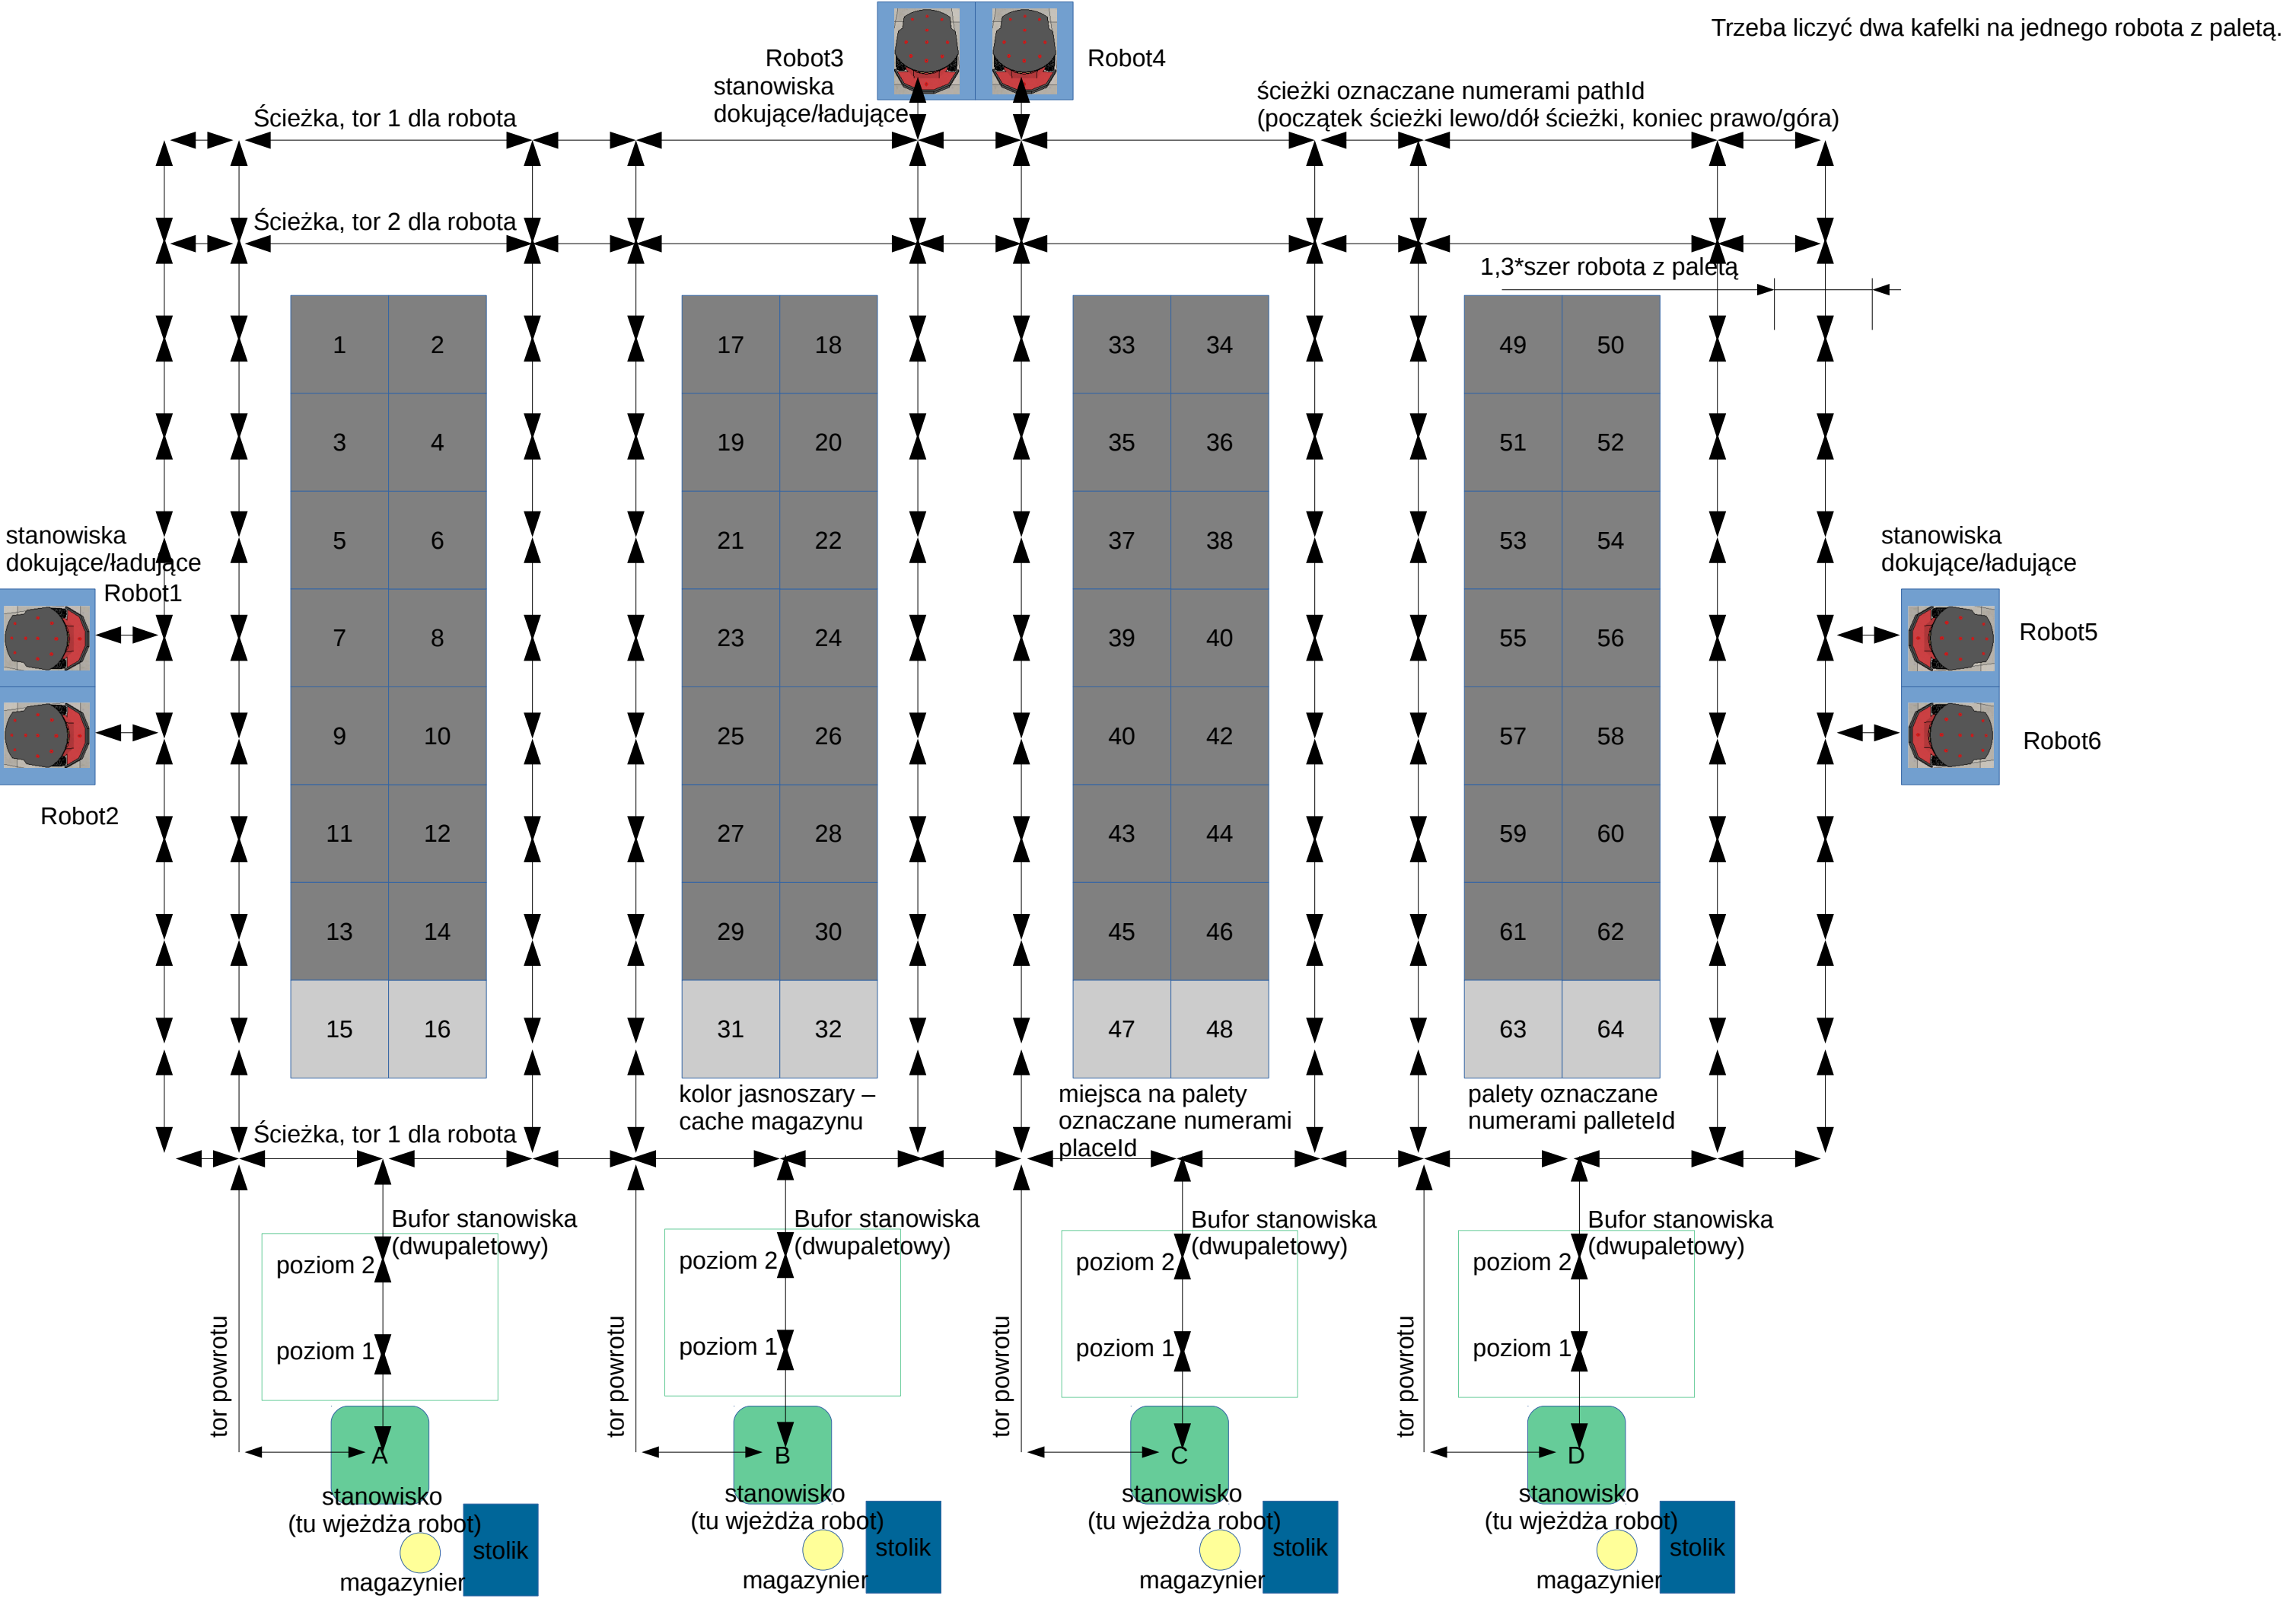 Trzeba liczyć dwa kafelki na jednego robota z paletą.
Robot3
Robot4
stanowiska
dokujące/ładujące
ścieżki oznaczane numerami pathId
(początek ścieżki lewo/dół ścieżki, koniec prawo/góra)
Ścieżka, tor 1 dla robota
Ścieżka, tor 2 dla robota
1,3*szer robota z paletą
1 2 17 18 33 34 49 50
3 4 19 20 35 36 51 52
5 6 21 22 37 38 53 54
stanowiska
dokujące/ładujące
Robot1
stanowiska
dokujące/ładujące
Robot5
7 8 23 24 39 40 55 56
9 10 25 26 40 42 57 58
Robot6
Robot2
11 12 27 28 43 44 59 60
13 14 29 30 45 46 61 62
15 16 31 32 47 48 63 64
kolor jasnoszary –
cache magazynu
miejsca na palety
oznaczane numerami
placeId
palety oznaczane
numerami palleteId
Ścieżka, tor 1 dla robota
Bufor stanowiska
(dwupaletowy)
poziom 2
poziom 1
tor powrotu
A
stanowisko
(tu wjeżdża robot)
stolik
magazynier
Bufor stanowiska
(dwupaletowy)
poziom 2
poziom 1
tor powrotu
B
stanowisko
(tu wjeżdża robot)
stolik
magazynier
Bufor stanowiska
(dwupaletowy)
poziom 2
poziom 1
tor powrotu
C
stanowisko
(tu wjeżdża robot)
stolik
magazynier
Bufor stanowiska
(dwupaletowy)
poziom 2
poziom 1
tor powrotu
D
stanowisko
(tu wjeżdża robot)
stolik
magazynier